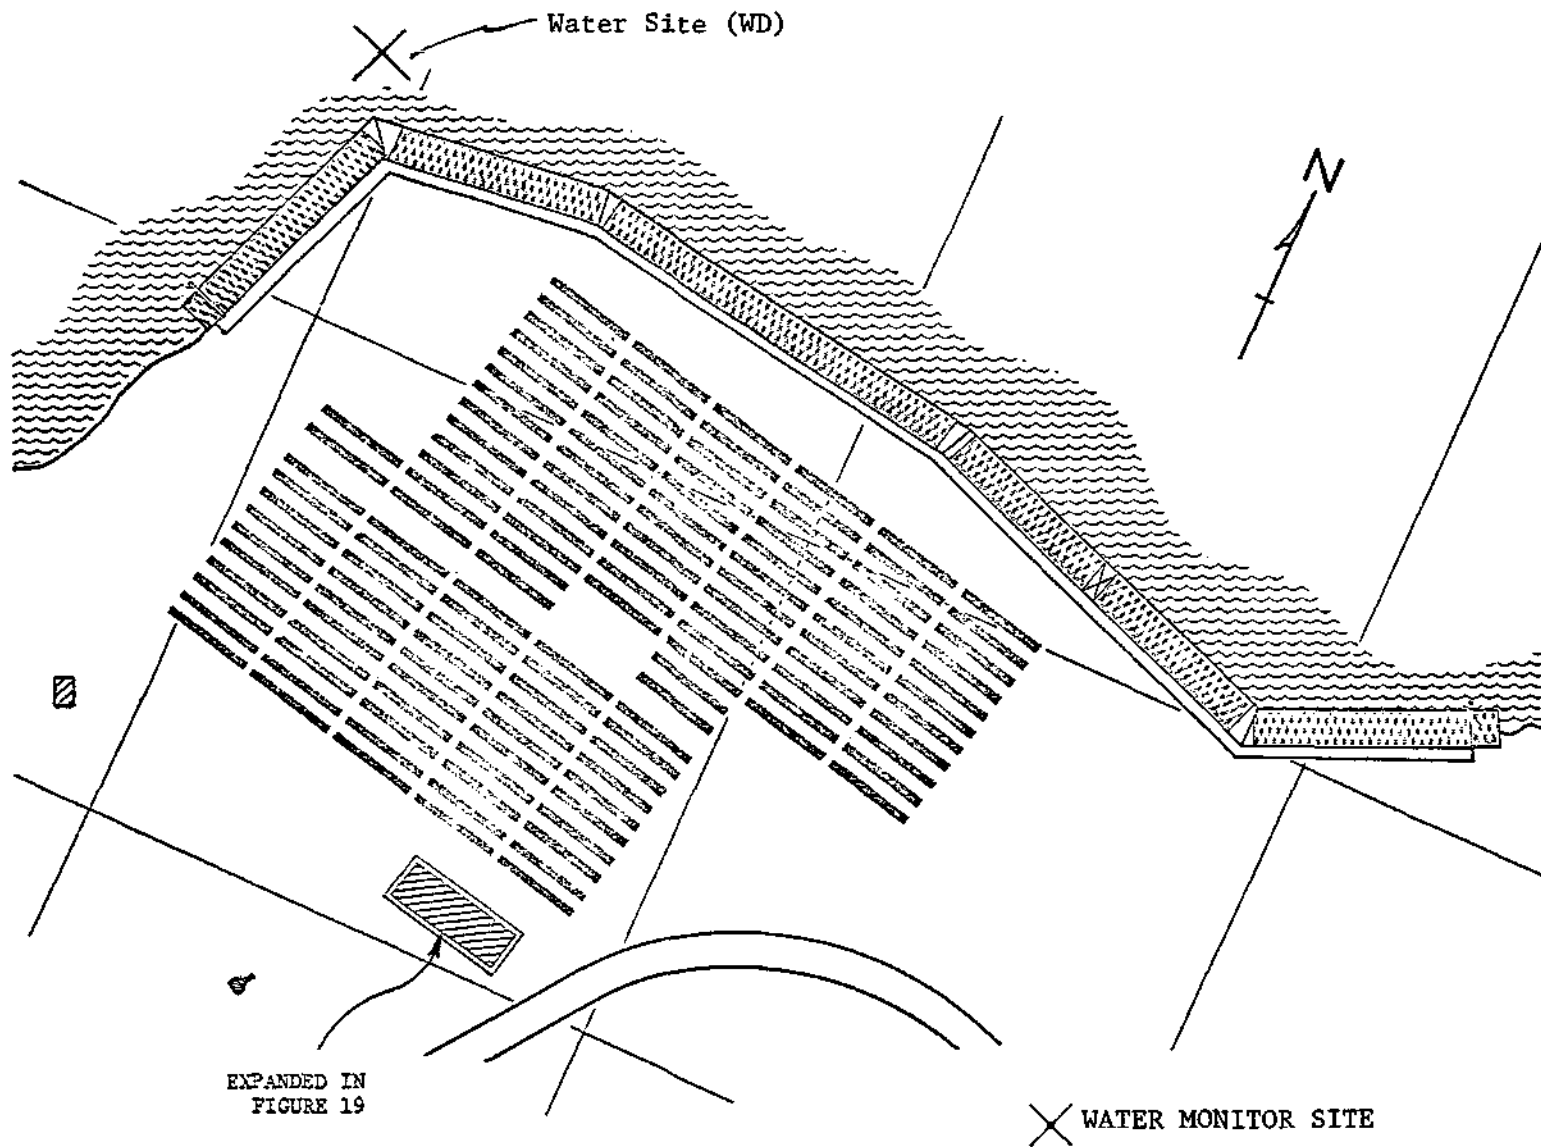 Water Site (WD)
N
EXPANDED IN
FIGURE 19
WATER MONITOR SITE